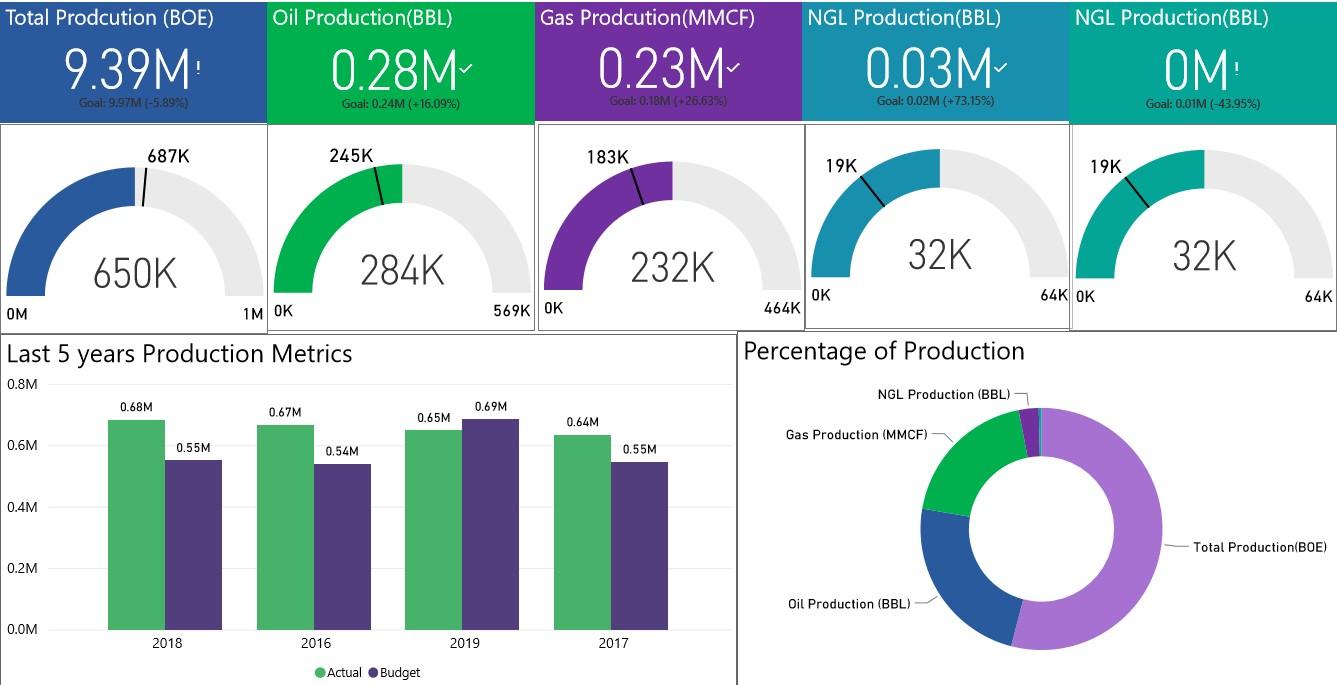 Total Prodcution (BOE)
9.39M!
Goal: 9.97M (-5.89%)
Oil Production(BBL)
0.28M✓
Goal: 0.24M (+16.09%)
Gas Prodcution(MMCF)
0.23M✓
Goal: 0.18M (+26.63%)
NGL Production(BBL)
0.03M✓
Goal: 0.02M (+73.15%)
NGL Production(BBL)
0M!
Goal: 0.01M (-43.95%)
687K
650K
0M
1M
245K
284K
0K
569K
183K
232K
0K
464K
19K
32K
0K
64K
19K
32K
0K
64K
Last 5 years Production Metrics
0.8M
0.6M
0.4M
0.2M
0.0M
0.68M
0.55M
0.67M
0.54M
0.65M
0.69M
0.64M
0.55M
2018
2016
2019
2017
Actual
Budget
Percentage of Production
NGL Production (BBL)
Gas Production (MMCF)
Total Production(BOE)
Oil Production (BBL)